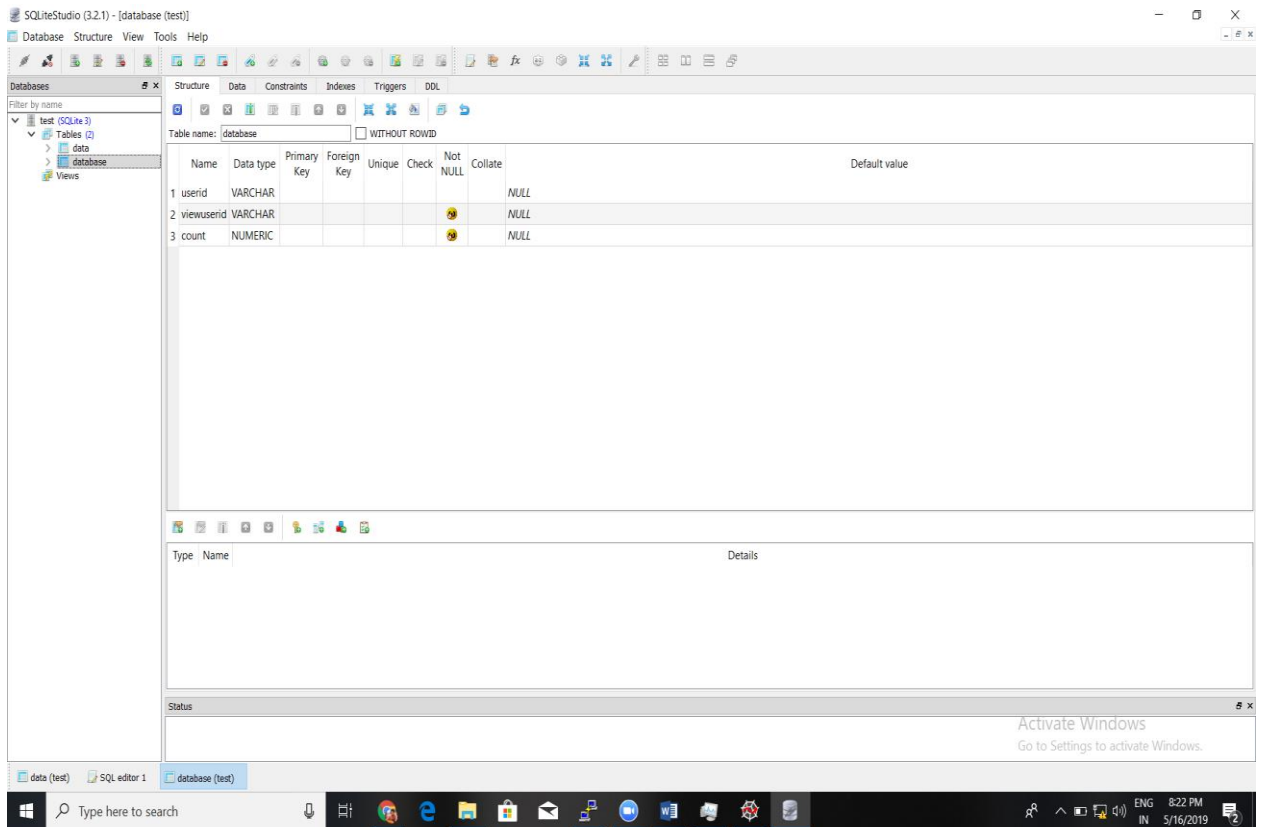 SQLiteStudio (3.2.1) - [database (test)]
Database Structure View Tools Help
Databases
Filter by name
test (SQLite 3)
Tables (2)
data
database
Views
Structure Data Constraints Indexes Triggers DDL
Table name: database WITHOUT ROWID
Name Data type Primary Key Foreign Key Unique Check Not NULL Collate Default value
1 userid VARCHAR NULL
2 viewuserid VARCHAR NULL
3 count NUMERIC NULL
Type Name Details
Status
Activate Windows
Go to Settings to activate Windows.
data (test) SQL editor 1 database (test)
Type here to search
ENG 8:22 PM
IN 5/16/2019
2